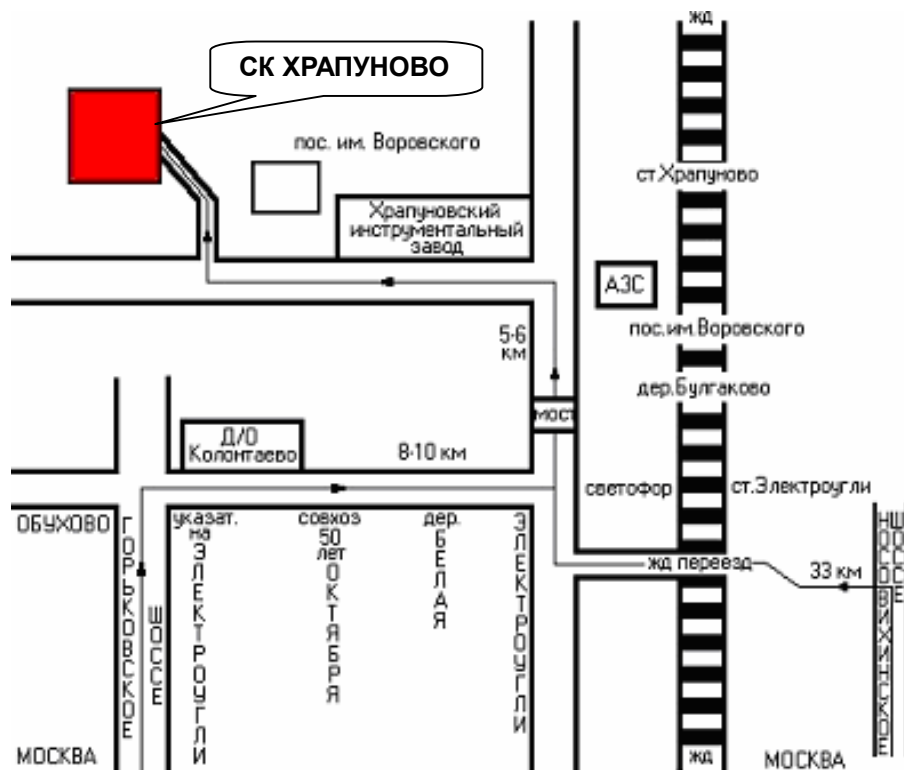 жд
СК ХРАПУНОВО
пос. им. Воровского
ст.Храпуново
Храпуновский
инструментальный
завод
АЗС
пос.им.Воровского
5-6
км
дер.Булгаково
мост
Д/О
Колонтаево
8-10 км
светофор
ст.Электроугли
ОБУХОВО
ГОРЬКОВСКОЕ
ШОССЕ
указат.
на
ЭЛЕКТРОУГЛИ
совхоз
50
лет
ОКТЯБРЯ
дер.
БЕЛАЯ
ЭЛЕКТРОУГЛИ
жд переезд
33 км
НОСОВИХИНСКОЕ
ШОССЕ
МОСКВА
жд
МОСКВА